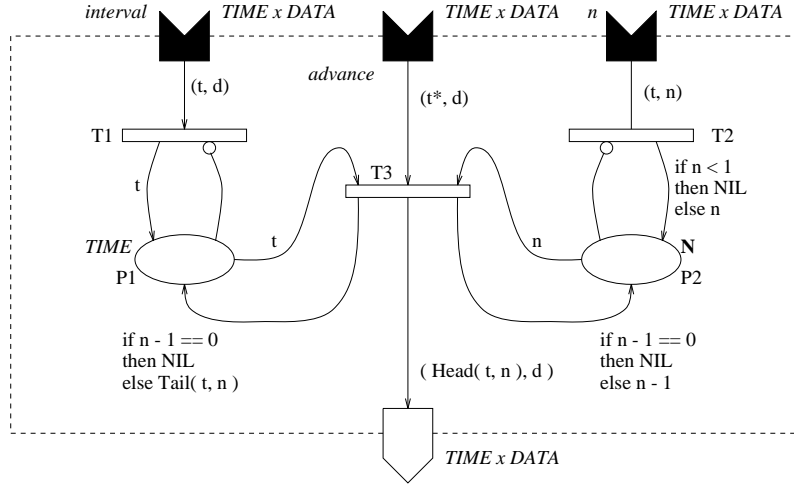 interval TIME x DATA TIME x DATA n TIME x DATA
advance
(t, d) (t*, d) (t, n)
T1 T2
T3
if n < 1
then NIL
else n
t
TIME t n N
P1 P2
if n - 1 == 0
then NIL
else Tail( t, n )
( Head( t, n ), d )
if n - 1 == 0
then NIL
else n - 1
TIME x DATA